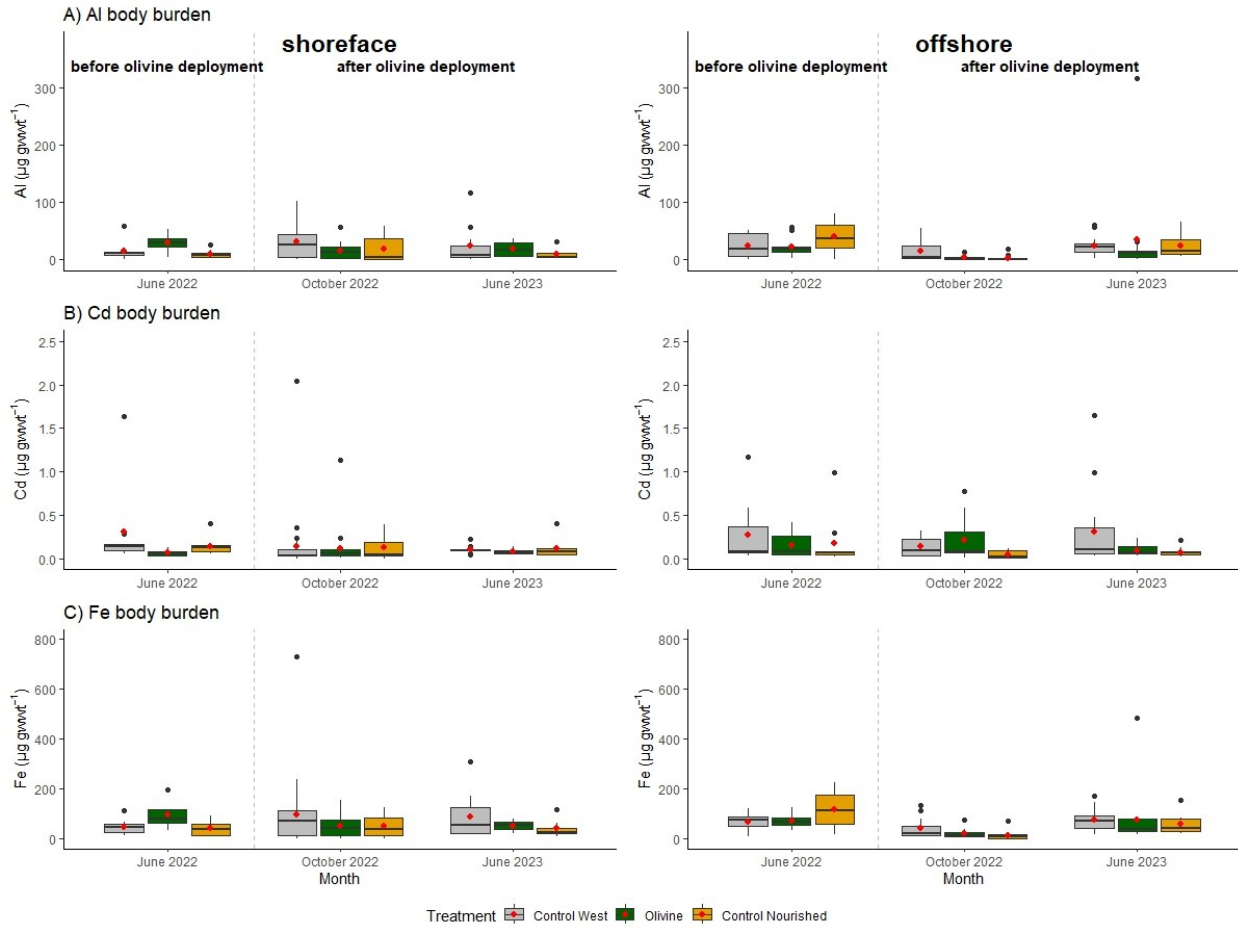 A) Al body burden
shoreface
offshore
before olivine deployment
after olivine deployment
before olivine deployment
after olivine deployment
300
200
100
0
Al (µg gwwt⁻¹)
June 2022
October 2022
June 2023
300
200
100
0
Al (µg gwwt⁻¹)
June 2022
October 2022
June 2023
B) Cd body burden
2.5
2.0
1.5
1.0
0.5
0.0
Cd (µg gwwt⁻¹)
June 2022
October 2022
June 2023
2.5
2.0
1.5
1.0
0.5
0.0
Cd (µg gwwt⁻¹)
June 2022
October 2022
June 2023
C) Fe body burden
800
600
400
200
0
Fe (µg gwwt⁻¹)
June 2022
October 2022
June 2023
Month
800
600
400
200
0
Fe (µg gwwt⁻¹)
June 2022
October 2022
June 2023
Month
Treatment Control West Olivine Control Nourished